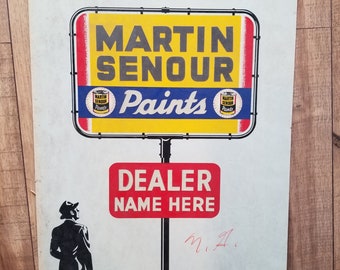 MARTIN
SENOUR
Paints
DEALER
NAME HERE